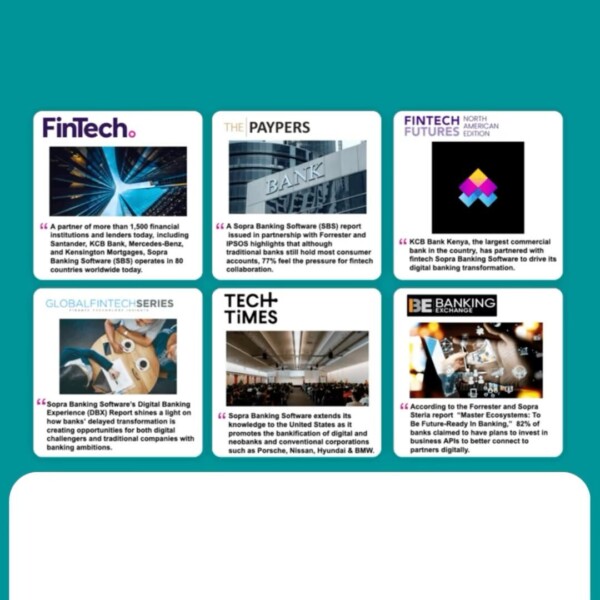 FinTech.
A partner of more than 1,500 financial
institutions and lenders today, including
Santander, KCB Bank, Mercedes-Benz,
and Kensington Mortgages, Sopra
Banking Software (SBS) operates in 80
countries worldwide today.
THE PAYPERS
BANK
A Sopra Banking Software (SBS) report
issued in partnership with Forrester and
IPSOS highlights that although
traditional banks still hold most consumer
accounts, 77% feel the pressure for fintech
collaboration.
FINTECH
FUTURES
NORTH
AMERICAN
EDITION
KCB Bank Kenya, the largest commercial
bank in the country, has partnered with
fintech Sopra Banking Software to drive its
digital banking transformation.
GLOBALFINTECHSERIES
Sopra Banking Software's Digital Banking
Experience (DBX) Report shines a light on
how banks' delayed transformation is
creating opportunities for both digital
challengers and traditional companies with
banking ambitions.
TECH
TiMES
Sopra Banking Software extends its
knowledge to the United States as it
promotes the bankification of digital and
neobanks and conventional corporations
such as Porsche, Nissan, Hyundai & BMW.
BE BANKING
EXCHANGE
According to the Forrester and Sopra
Steria report "Master Ecosystems: To
Be Future-Ready In Banking," 82% of
banks claimed to have plans to invest in
business APIs to better connect to
partners digitally.